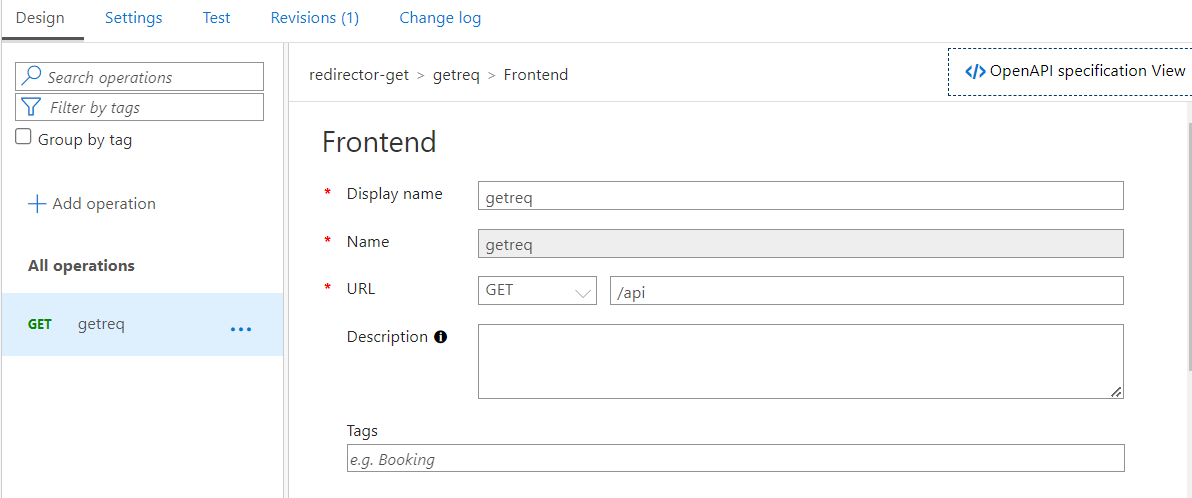 Design Settings Test Revisions (1) Change log
Search operations
Filter by tags
Group by tag
Add operation
All operations
GET getreq ...
redirector-get > getreq > Frontend
</> OpenAPI specification View
Frontend
* Display name getreq
* Name getreq
* URL GET /api
Description
Tags
e.g. Booking